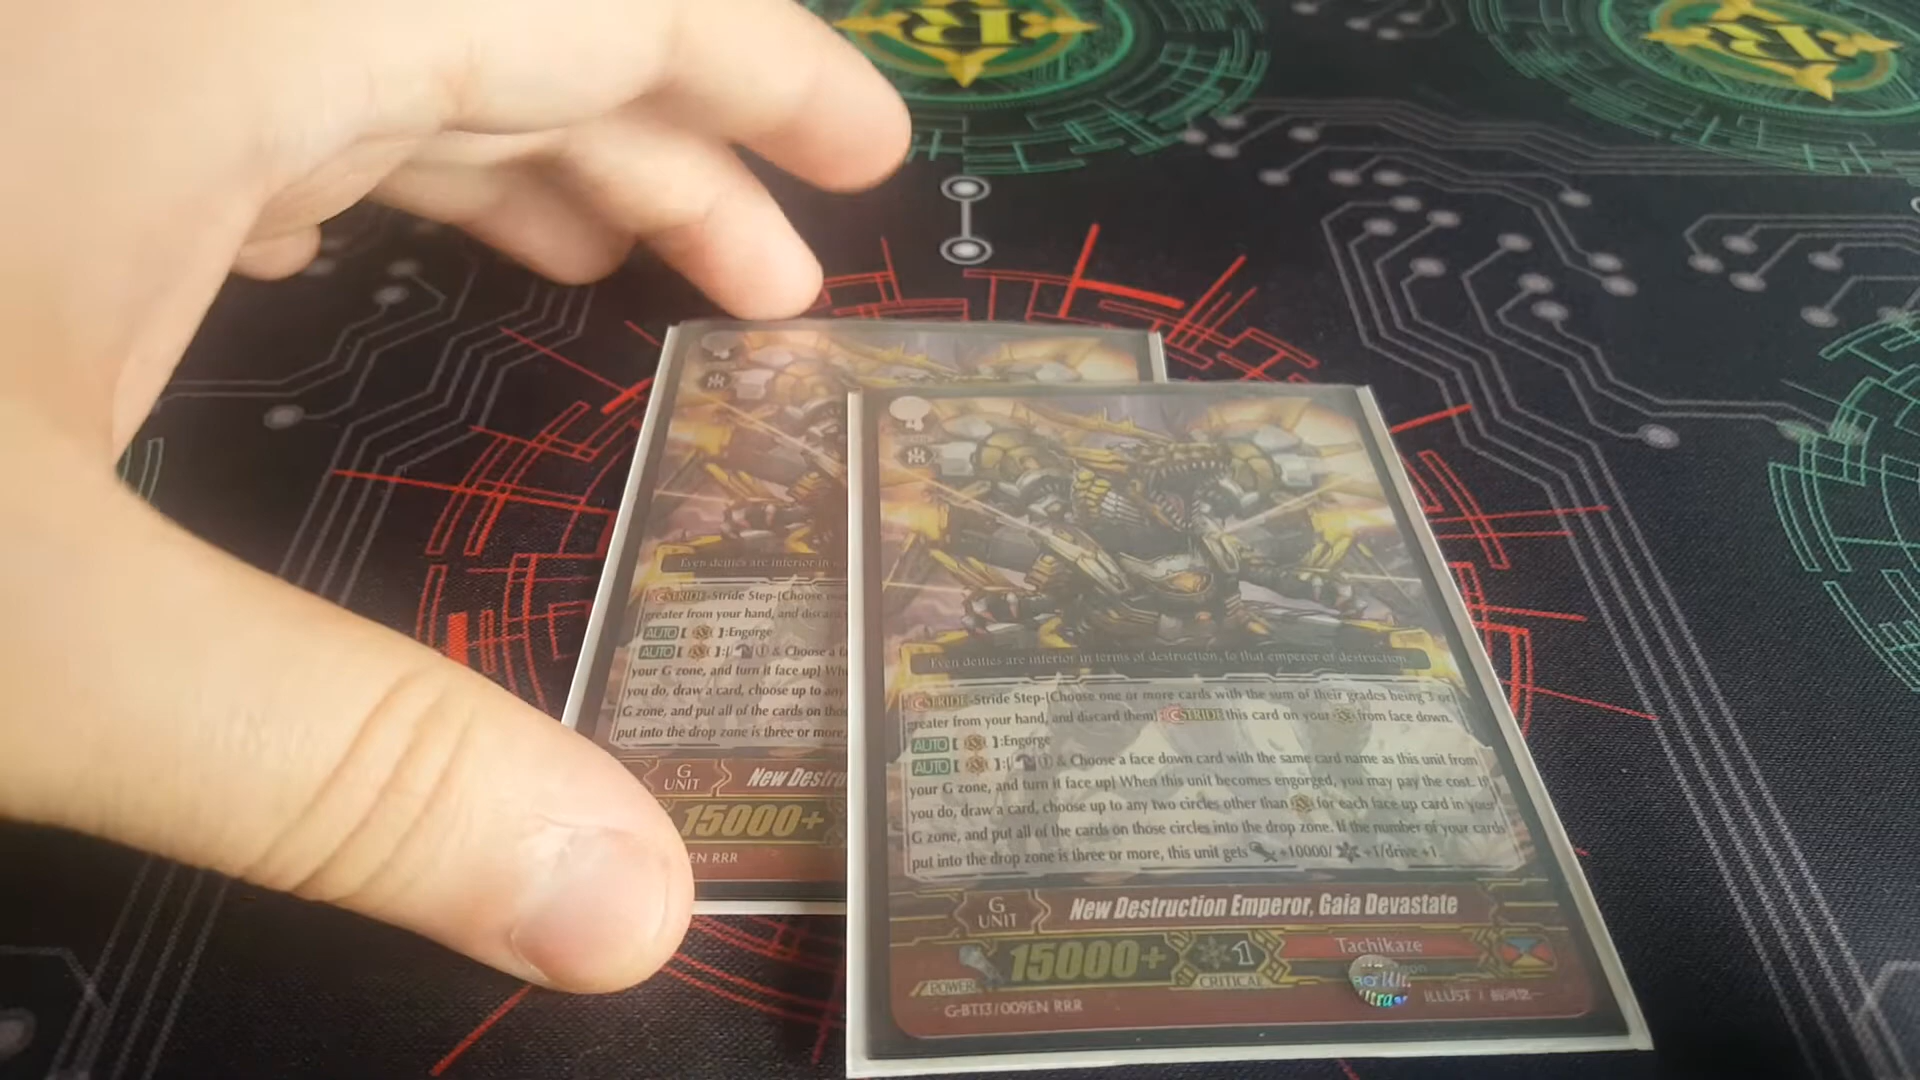 R
R
4
Even deities are inferior in
STRIDE-Stride Step-[Choose
greater from your hand, and
AUTO [ ]:Engorge
AUTO [ ]:[ 1 & Choose a
your G zone, and turn it face up]
you do, draw a card, choose up to any
G zone, and put all of the cards on
put into the drop zone is three or more
G UNIT
New Destru
15000+
EN RRR
4
Even deities are inferior in terms of destruction, to that emperor of destruction.
STRIDE-Stride Step-[Choose one or more cards with the sum of their grades being 3 or
greater from your hand, and discard them] STRIDE this card on your from face down.
AUTO [ ]:Engorge
AUTO [ ]:[ 1 & Choose a face down card with the same card name as this unit from
your G zone, and turn it face up] When this unit becomes engorged, you may pay the cost. If
you do, draw a card, choose up to any two circles other than for each face up card in your
G zone, and put all of the cards on those circles into the drop zone. If the number of your cards
put into the drop zone is three or more, this unit gets +10000/ +1/drive +1.
G UNIT
New Destruction Emperor, Gaia Devastate
POWER 15000+
1 CRITICAL
Tachikaze
G-BT13/009EN RRR
ILLUST /